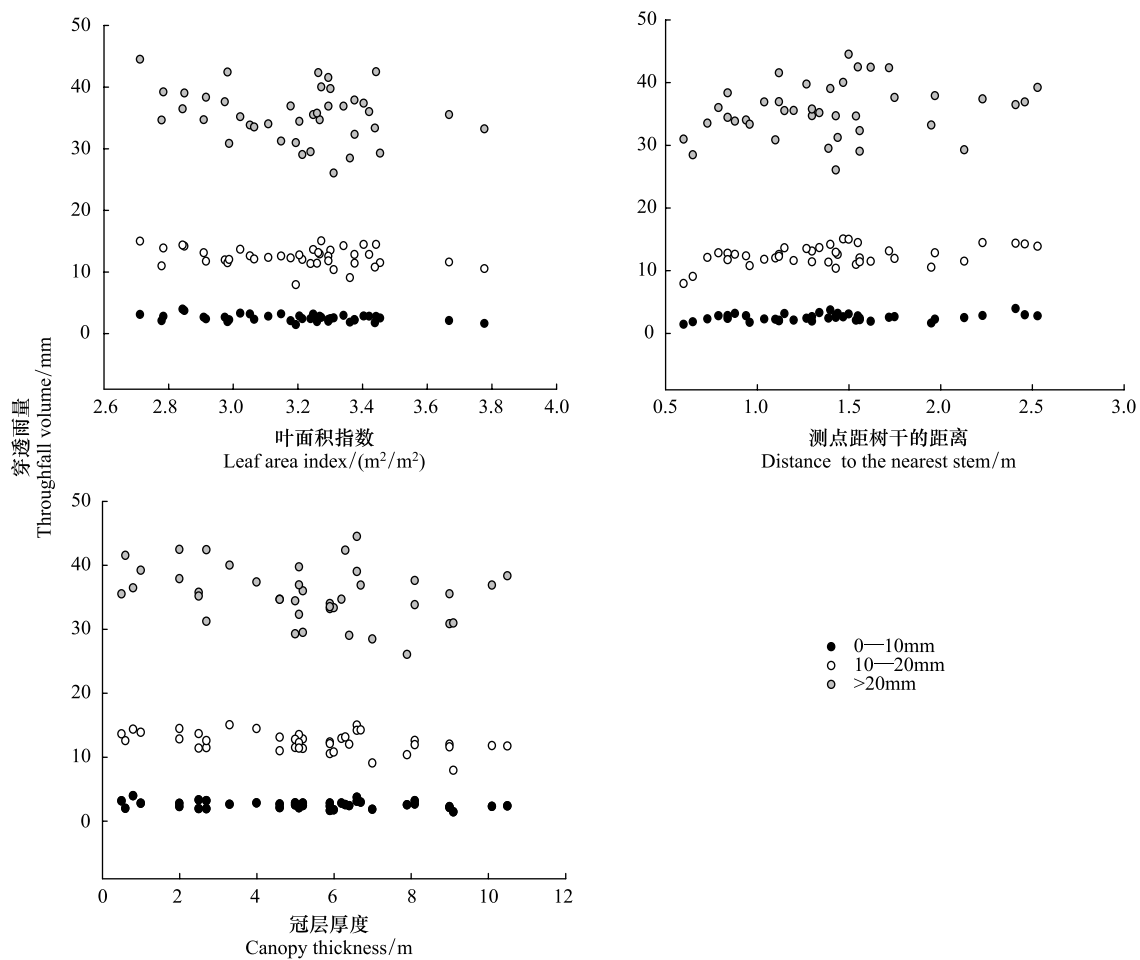 穿透雨量
Throughfall volume/mm
50
40
30
20
10
0
2.6 2.8 3.0 3.2 3.4 3.6 3.8 4.0
叶面积指数
Leaf area index/(m²/m²)
50
40
30
20
10
0
0.5 1.0 1.5 2.0 2.5 3.0
测点距树干的距离
Distance to the nearest stem/m
50
40
30
20
10
0
0 2 4 6 8 10 12
冠层厚度
Canopy thickness/m
0—10mm
10—20mm
>20mm